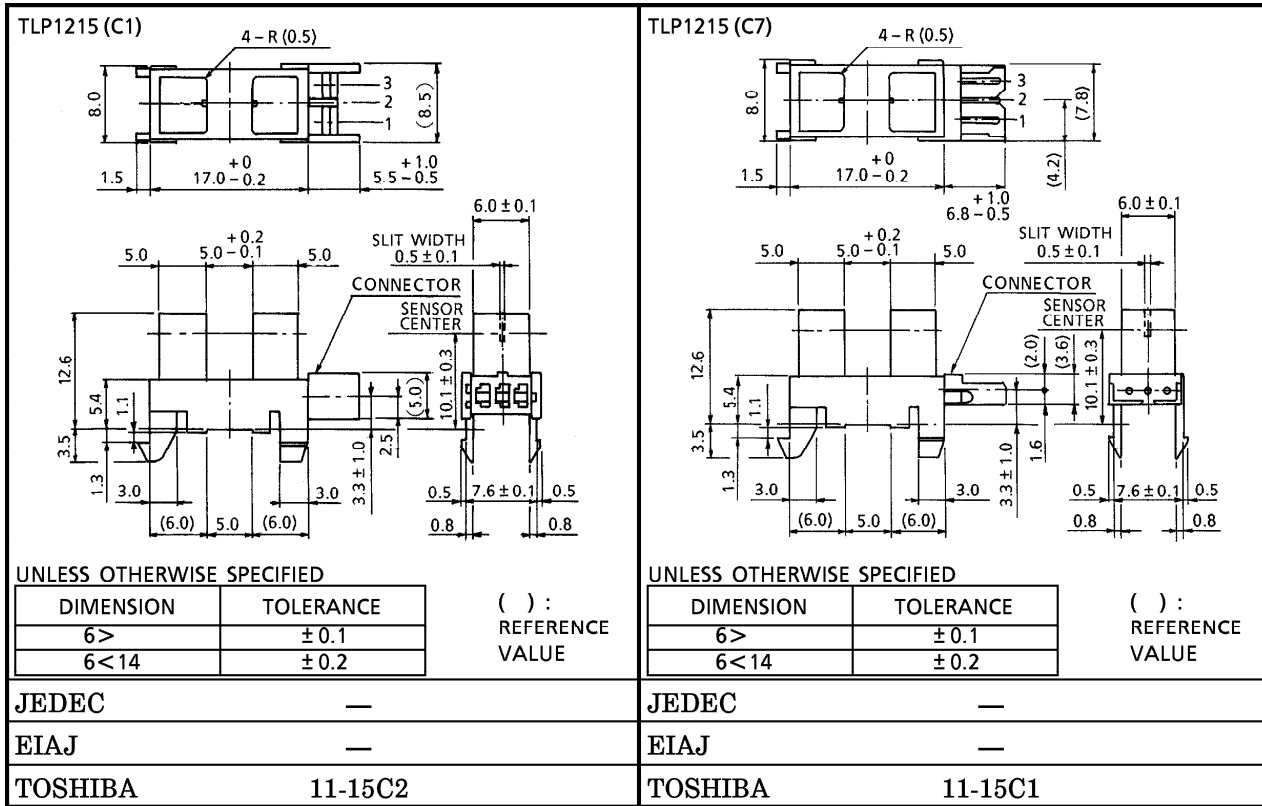 TLP1215 (C1)
4 – R (0.5)
8.0
3
2
1
(8.5)
1.5
+0
17.0 – 0.2
+1.0
5.5 – 0.5
6.0 ± 0.1
SLIT WIDTH
0.5 ± 0.1
+0.2
5.0
5.0 – 0.1
5.0
CONNECTOR
SENSOR
CENTER
12.6
5.4
1.1
3.5
1.3
(5.0)
10.1 ± 0.3
2.5
3.3 ± 1.0
3.0
3.0
(6.0)
5.0
(6.0)
0.5
7.6 ± 0.1
0.5
0.8
0.8
UNLESS OTHERWISE SPECIFIED
DIMENSION TOLERANCE
6> ± 0.1
6<14 ± 0.2
( ) :
REFERENCE
VALUE
JEDEC —
EIAJ —
TOSHIBA 11-15C2
TLP1215 (C7)
4 – R (0.5)
8.0
3
2
1
(7.8)
(4.2)
1.5
+0
17.0 – 0.2
+1.0
6.8 – 0.5
6.0 ± 0.1
SLIT WIDTH
0.5 ± 0.1
+0.2
5.0
5.0 – 0.1
5.0
CONNECTOR
SENSOR
CENTER
12.6
5.4
1.1
3.5
1.3
(2.0)
(3.6)
10.1 ± 0.3
1.6
3.3 ± 1.0
3.0
3.0
(6.0)
5.0
(6.0)
0.5
7.6 ± 0.1
0.5
0.8
0.8
UNLESS OTHERWISE SPECIFIED
DIMENSION TOLERANCE
6> ± 0.1
6<14 ± 0.2
( ) :
REFERENCE
VALUE
JEDEC —
EIAJ —
TOSHIBA 11-15C1